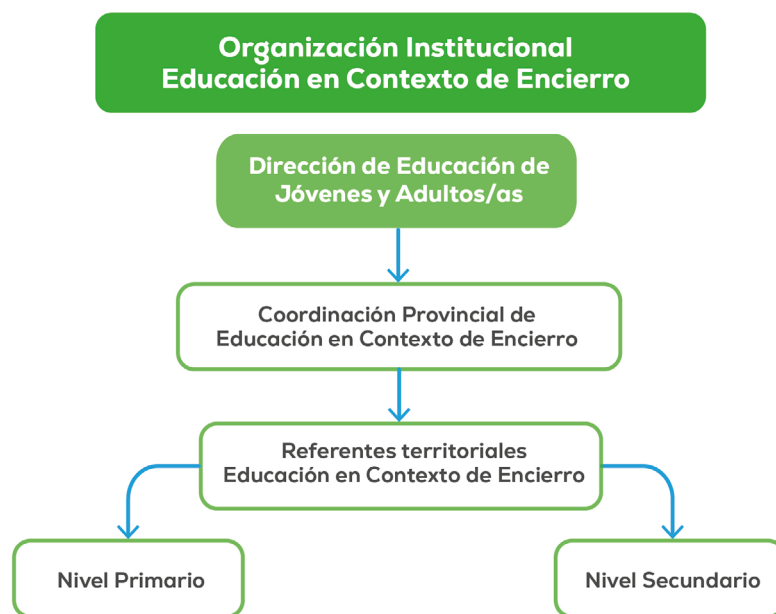 Organización Institucional
Educación en Contexto de Encierro
Dirección de Educación de
Jóvenes y Adultos/as
Coordinación Provincial de
Educación en Contexto de Encierro
Referentes territoriales
Educación en Contexto de Encierro
Nivel Primario
Nivel Secundario